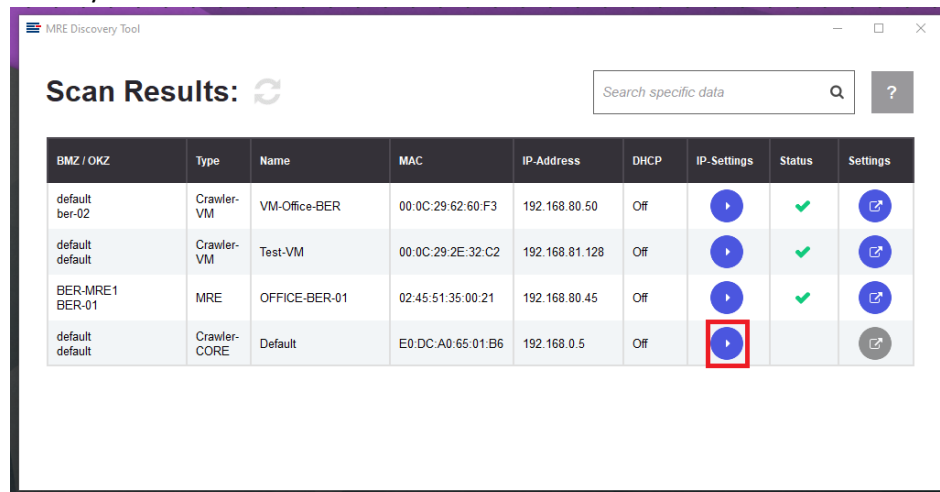 MRE Discovery Tool
Scan Results:
Search specific data
?
BMZ / OKZ Type Name MAC IP-Address DHCP IP-Settings Status Settings
default Crawler- VM-Office-BER 00:0C:29:62:60:F3 192.168.80.50 Off
ber-02 VM
default Crawler- Test-VM 00:0C:29:2E:32:C2 192.168.81.128 Off
default VM
BER-MRE1 MRE OFFICE-BER-01 02:45:51:35:00:21 192.168.80.45 Off
BER-01
default Crawler- Default E0:DC:A0:65:01:B6 192.168.0.5 Off
default CORE